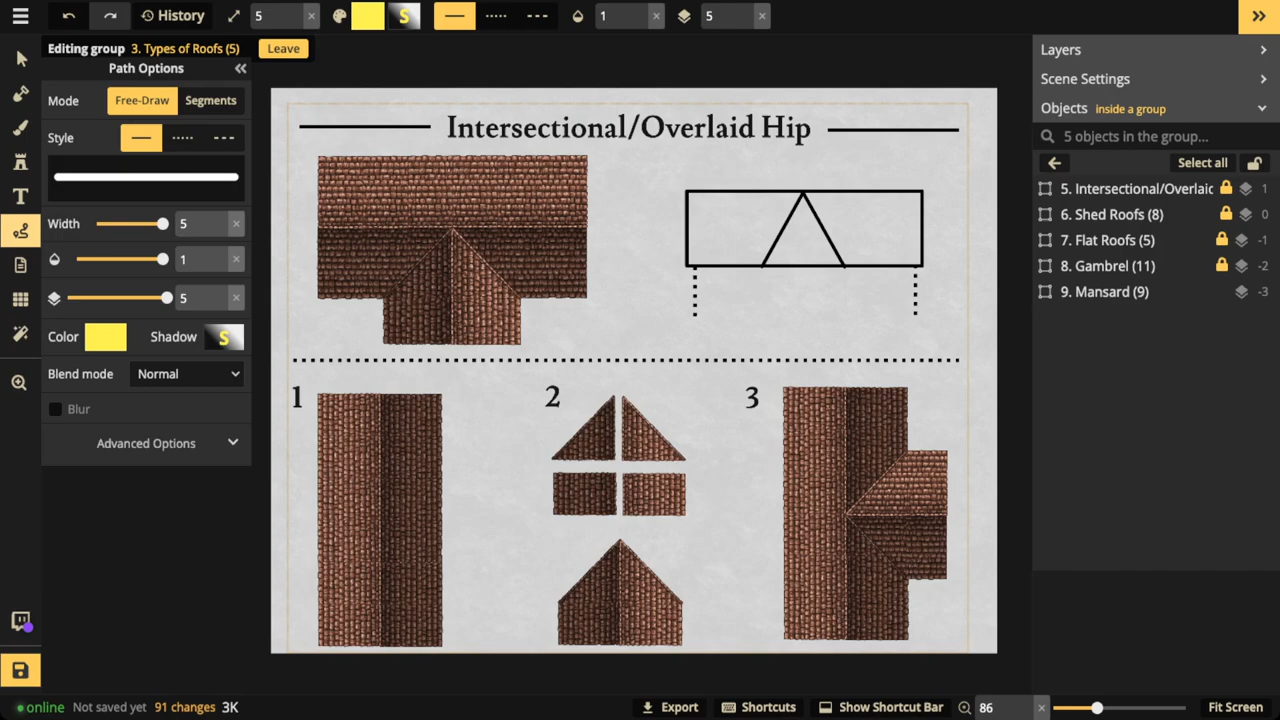 History
5
S
1
5
Editing group 3. Types of Roofs (5)
Leave
Path Options
Mode
Free-Draw
Segments
Style
Width
5
1
5
Color
Shadow
S
Blend mode
Normal
Blur
Advanced Options
Intersectional/Overlaid Hip
1
2
3
Layers
Scene Settings
Objects inside a group
5 objects in the group...
Select all
5. Intersectional/Overlaic 1
6. Shed Roofs (8) 0
7. Flat Roofs (5) -1
8. Gambrel (11) -2
9. Mansard (9) -3
online
Not saved yet
91 changes
3K
Export
Shortcuts
Show Shortcut Bar
86
Fit Screen